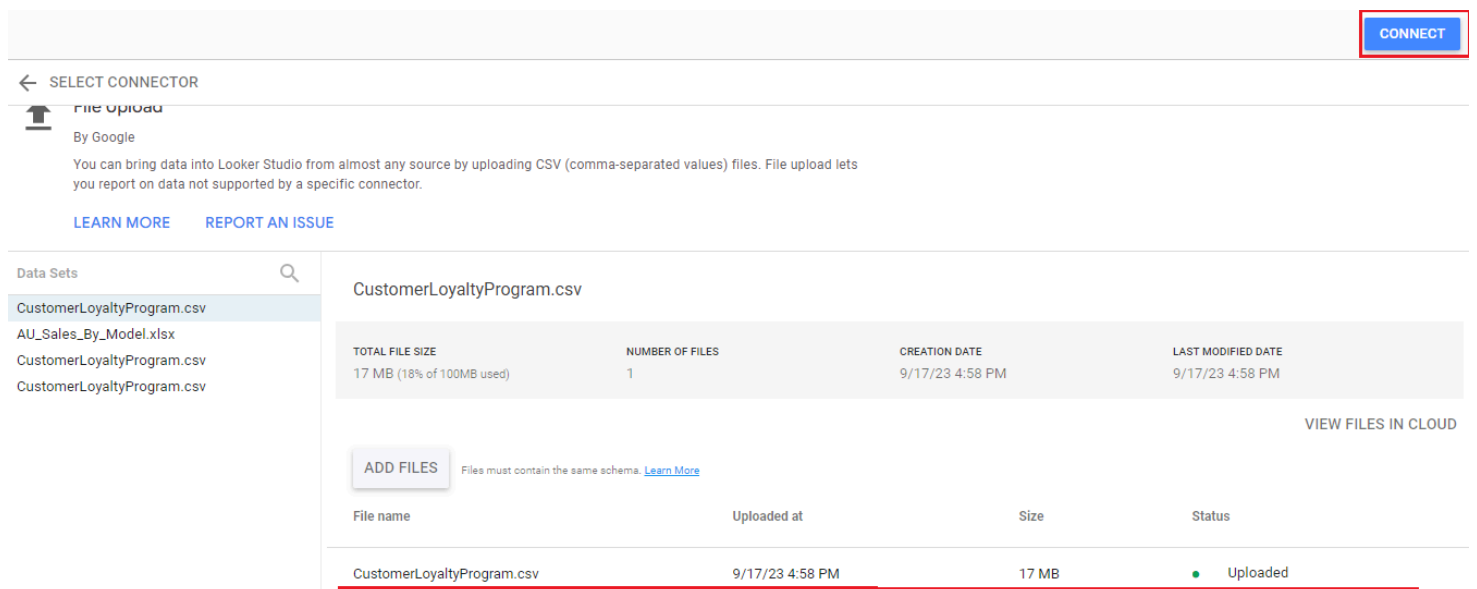 CONNECT
SELECT CONNECTOR
File Upload
By Google
You can bring data into Looker Studio from almost any source by uploading CSV (comma-separated values) files. File upload lets
you report on data not supported by a specific connector.
LEARN MORE REPORT AN ISSUE
Data Sets
CustomerLoyaltyProgram.csv
AU_Sales_By_Model.xlsx
CustomerLoyaltyProgram.csv
CustomerLoyaltyProgram.csv
CustomerLoyaltyProgram.csv
TOTAL FILE SIZE NUMBER OF FILES CREATION DATE LAST MODIFIED DATE
17 MB (18% of 100MB used) 1 9/17/23 4:58 PM 9/17/23 4:58 PM
VIEW FILES IN CLOUD
ADD FILES Files must contain the same schema. Learn More
File name Uploaded at Size Status
CustomerLoyaltyProgram.csv 9/17/23 4:58 PM 17 MB Uploaded